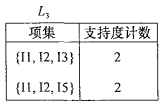 L3
项集 支持度计数
{I1, I2, I3} 2
{I1, I2, I5} 2